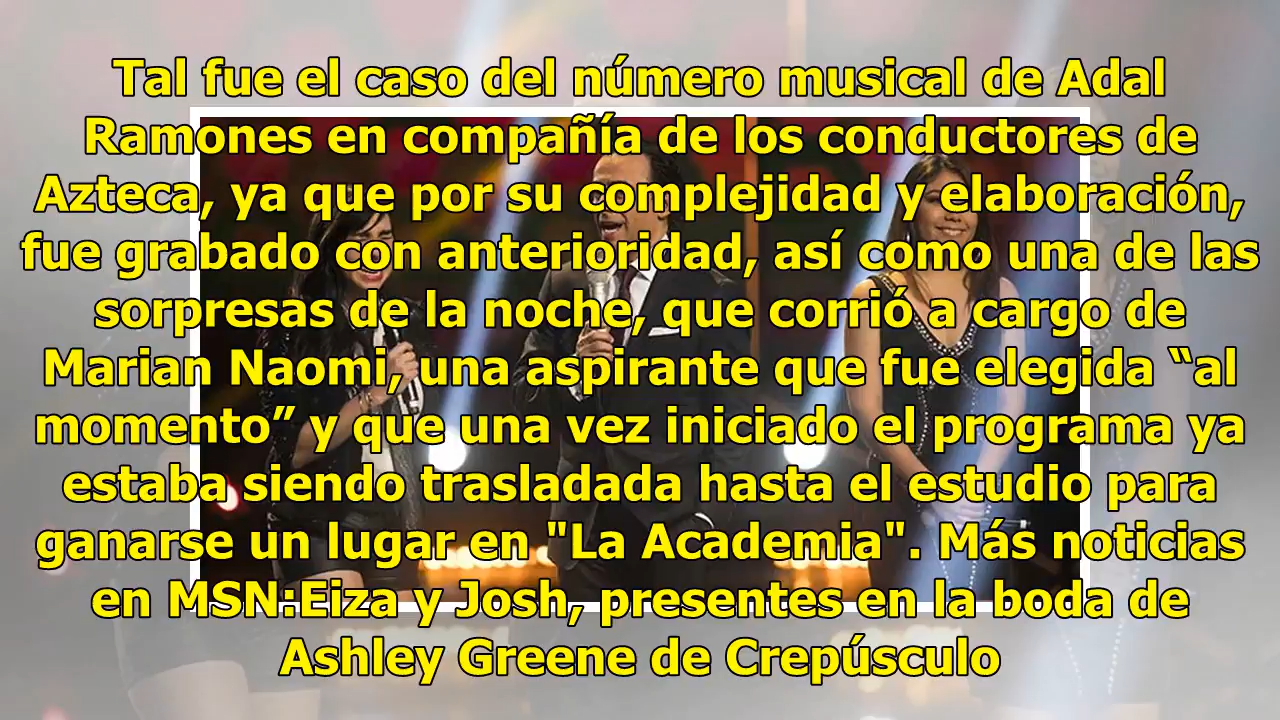 Tal fue el caso del número musical de Adal
Ramones en compañía de los conductores de
Azteca, ya que por su complejidad y elaboración,
fue grabado con anterioridad, así como una de las
sorpresas de la noche, que corrió a cargo de
Marian Naomi, una aspirante que fue elegida “al
momento” y que una vez iniciado el programa ya
estaba siendo trasladada hasta el estudio para
ganarse un lugar en "La Academia". Más noticias
en MSN:Eiza y Josh, presentes en la boda de
Ashley Greene de Crepúsculo